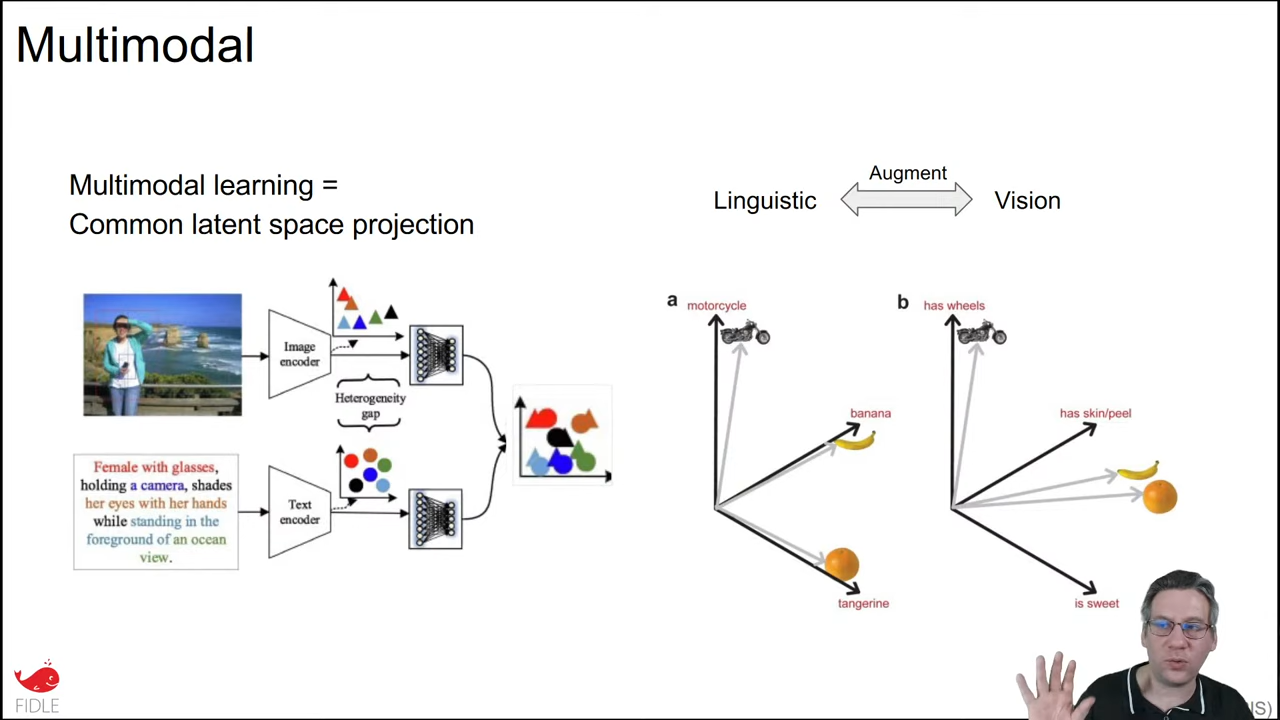 Multimodal
Multimodal learning =
Common latent space projection
Image
encoder
Heterogeneity
gap
Female with glasses,
holding a camera, shades
her eyes with her hands
while standing in the
foreground of an ocean
view.
Text
encoder
Augment
Linguistic
Vision
a
motorcycle
banana
tangerine
b
has wheels
has skin/peel
is sweet
FIDLE